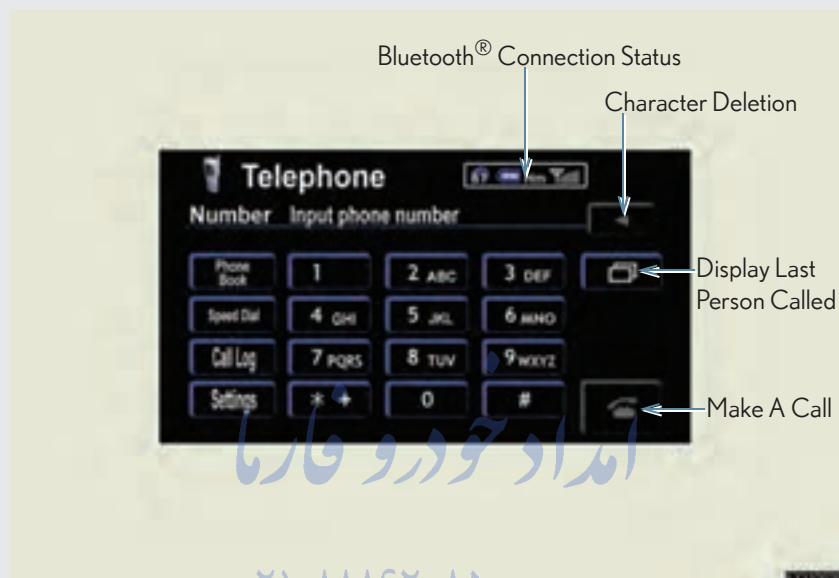 Bluetooth® Connection Status
Character Deletion
Telephone
Number Input phone number
Phone Book 1 2 ABC 3 DEF
Display Last
Person Called
Speed Dial 4 GHI 5 JKL 6 MNO
Call Log 7 PQRS 8 TUV 9 WXYZ
Settings * + 0 #
Make A Call
امداد خودرو فارما